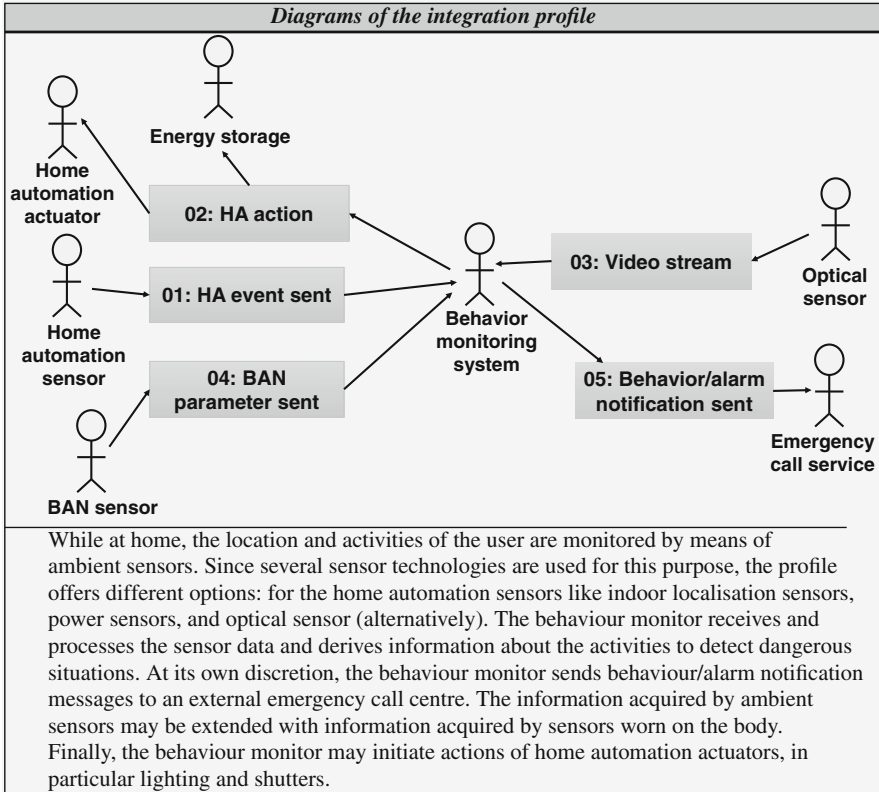 Diagrams of the integration profile
Energy storage
Home
automation
actuator
02: HA action
03: Video stream
Optical
sensor
01: HA event sent
Home
automation
sensor
Behavior
monitoring
system
04: BAN
parameter sent
05: Behavior/alarm
notification sent
Emergency
call service
BAN sensor
While at home, the location and activities of the user are monitored by means of
ambient sensors. Since several sensor technologies are used for this purpose, the profile
offers different options: for the home automation sensors like indoor localisation sensors,
power sensors, and optical sensor (alternatively). The behaviour monitor receives and
processes the sensor data and derives information about the activities to detect dangerous
situations. At its own discretion, the behaviour monitor sends behaviour/alarm notification
messages to an external emergency call centre. The information acquired by ambient
sensors may be extended with information acquired by sensors worn on the body.
Finally, the behaviour monitor may initiate actions of home automation actuators, in
particular lighting and shutters.